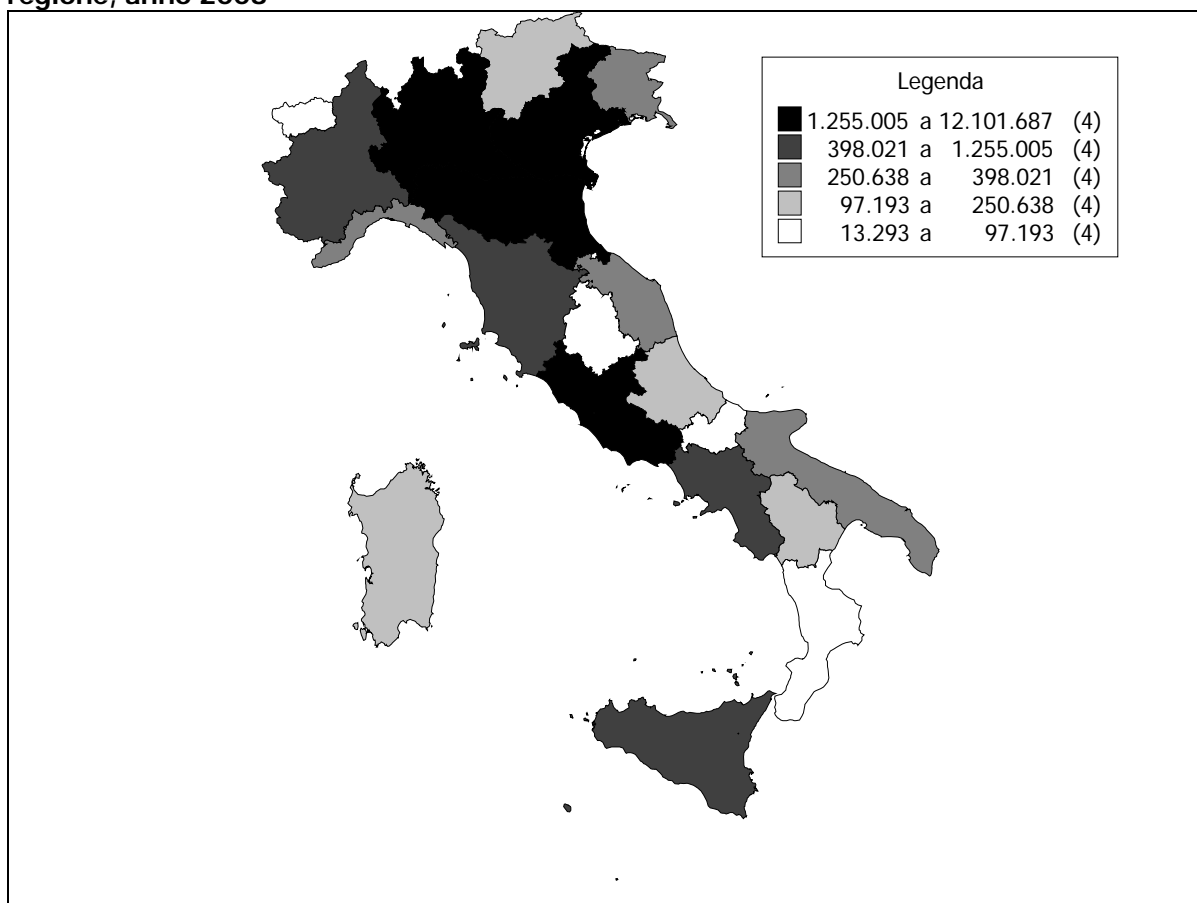 regione, anno 2008
Legenda
1.255.005 a 12.101.687 (4)
398.021 a 1.255.005 (4)
250.638 a 398.021 (4)
97.193 a 250.638 (4)
13.293 a 97.193 (4)